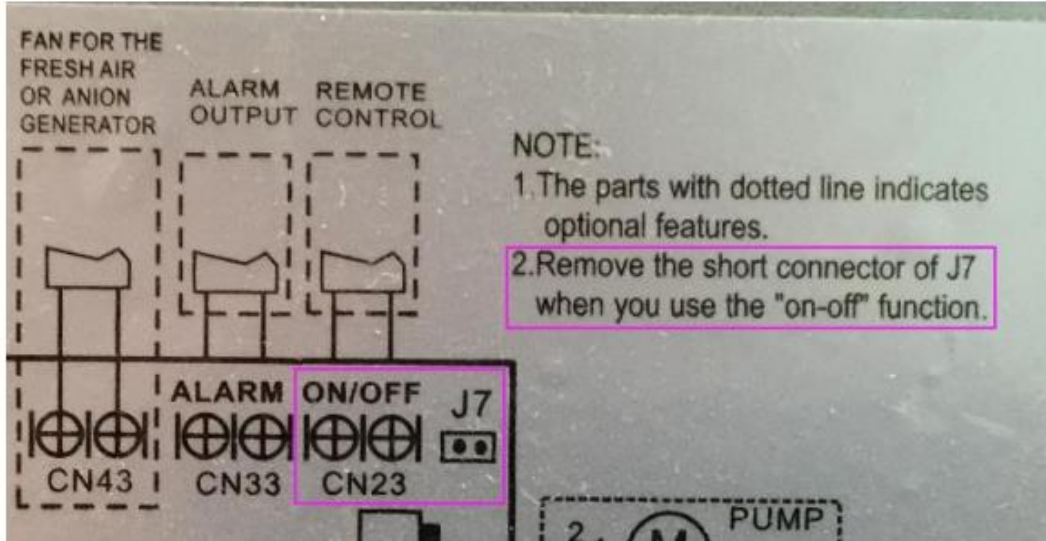 FAN FOR THE
FRESH AIR
OR ANION
GENERATOR
ALARM
OUTPUT
REMOTE
CONTROL
NOTE:
1.The parts with dotted line indicates
optional features.
2.Remove the short connector of J7
when you use the "on-off" function.
ALARM ON/OFF J7
CN43 CN33 CN23
2
M
PUMP